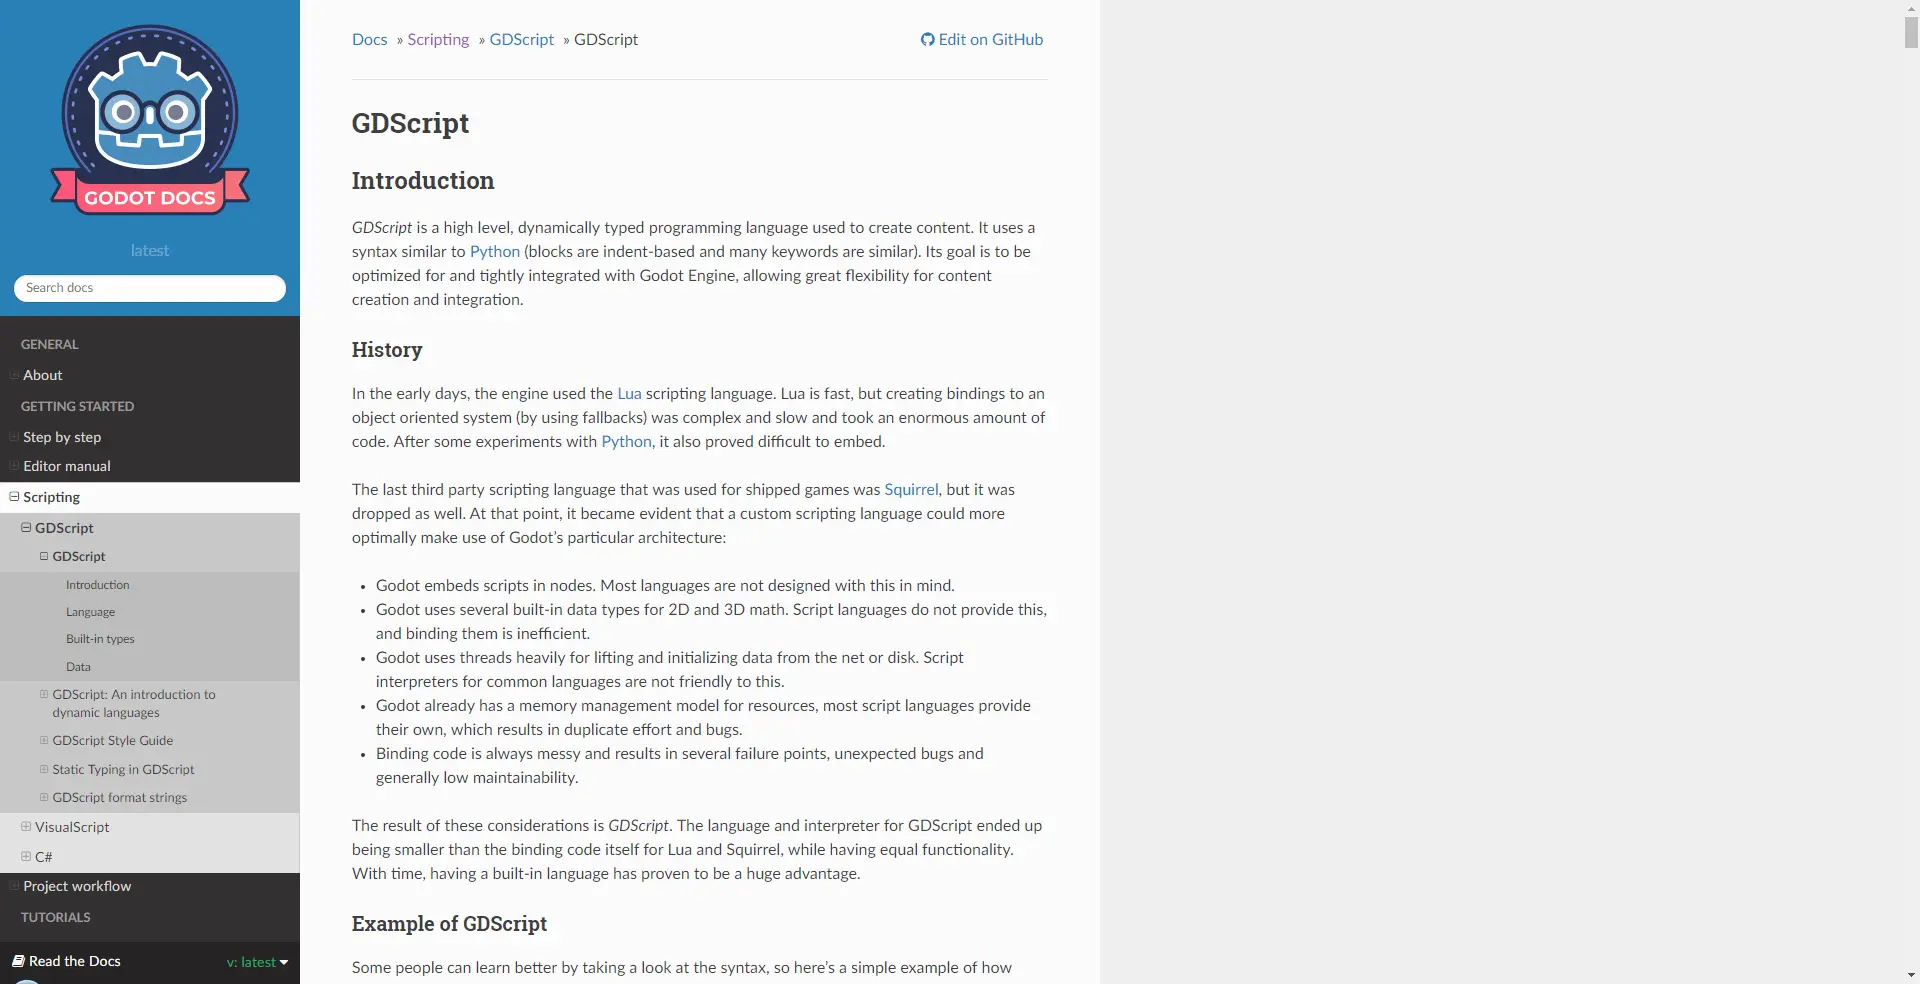 GODOT DOCS
latest
Search docs
GENERAL
About
GETTING STARTED
Step by step
Editor manual
Scripting
GDScript
GDScript
Introduction
Language
Built-in types
Data
GDScript: An introduction to
dynamic languages
GDScript Style Guide
Static Typing in GDScript
GDScript format strings
VisualScript
C#
Project workflow
TUTORIALS
Read the Docs v: latest
Docs » Scripting » GDScript » GDScript Edit on GitHub
GDScript
Introduction
GDScript is a high level, dynamically typed programming language used to create content. It uses a
syntax similar to Python (blocks are indent-based and many keywords are similar). Its goal is to be
optimized for and tightly integrated with Godot Engine, allowing great flexibility for content
creation and integration.
History
In the early days, the engine used the Lua scripting language. Lua is fast, but creating bindings to an
object oriented system (by using fallbacks) was complex and slow and took an enormous amount of
code. After some experiments with Python, it also proved difficult to embed.
The last third party scripting language that was used for shipped games was Squirrel, but it was
dropped as well. At that point, it became evident that a custom scripting language could more
optimally make use of Godot’s particular architecture:
• Godot embeds scripts in nodes. Most languages are not designed with this in mind.
• Godot uses several built-in data types for 2D and 3D math. Script languages do not provide this,
and binding them is inefficient.
• Godot uses threads heavily for lifting and initializing data from the net or disk. Script
interpreters for common languages are not friendly to this.
• Godot already has a memory management model for resources, most script languages provide
their own, which results in duplicate effort and bugs.
• Binding code is always messy and results in several failure points, unexpected bugs and
generally low maintainability.
The result of these considerations is GDScript. The language and interpreter for GDScript ended up
being smaller than the binding code itself for Lua and Squirrel, while having equal functionality.
With time, having a built-in language has proven to be a huge advantage.
Example of GDScript
Some people can learn better by taking a look at the syntax, so here’s a simple example of how